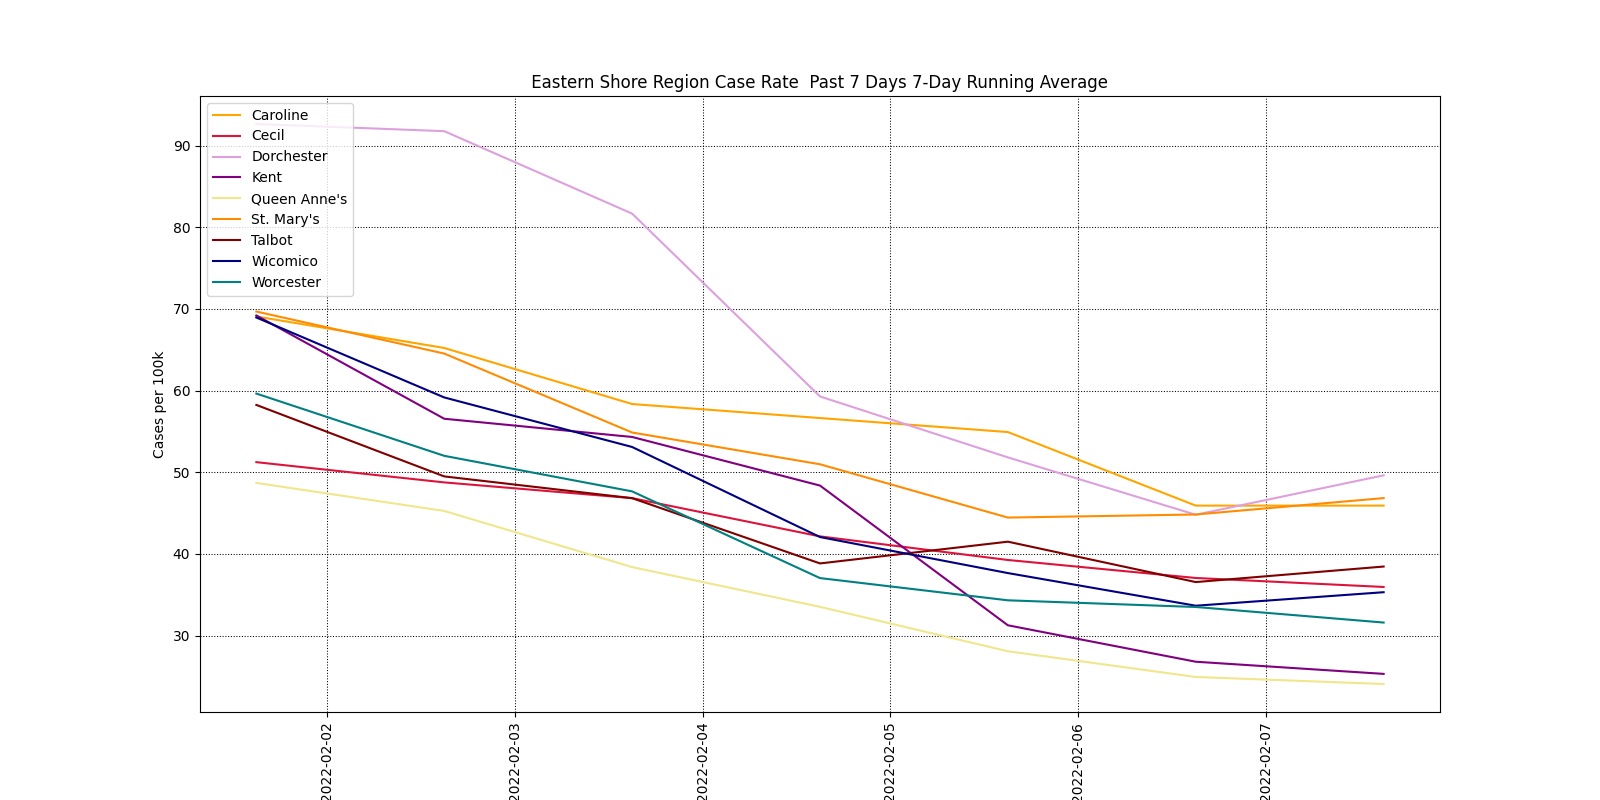 Eastern Shore Region Case Rate  Past 7 Days 7-Day Running Average
Caroline
Cecil
Dorchester
Kent
Queen Anne's
St. Mary's
Talbot
Wicomico
Worcester
90
80
70
60
50
40
30
Cases per 100k
2022-02-02
2022-02-03
2022-02-04
2022-02-05
2022-02-06
2022-02-07